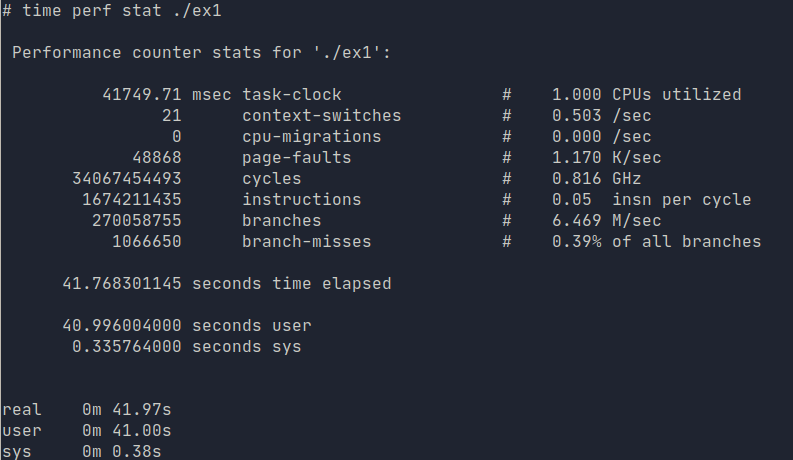 # time perf stat ./ex1
Performance counter stats for './ex1':
41749.71 msec task-clock # 1.000 CPUs utilized
21 context-switches # 0.503 /sec
0 cpu-migrations # 0.000 /sec
48868 page-faults # 1.170 K/sec
34067454493 cycles # 0.816 GHz
1674211435 instructions # 0.05 insn per cycle
270058755 branches # 6.469 M/sec
1066650 branch-misses # 0.39% of all branches
41.768301145 seconds time elapsed
40.996004000 seconds user
0.335764000 seconds sys
real 0m 41.97s
user 0m 41.00s
sys 0m 0.38s